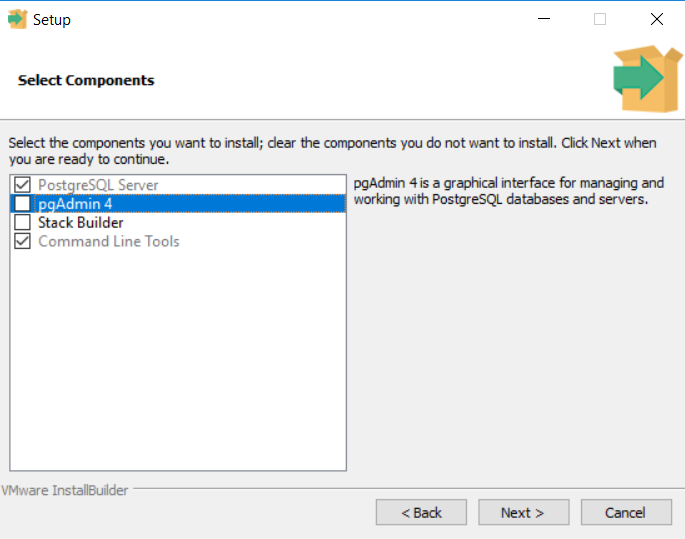 Setup
Select Components
Select the components you want to install; clear the components you do not want to install. Click Next when
you are ready to continue.
PostgreSQL Server
pgAdmin 4
Stack Builder
Command Line Tools
pgAdmin 4 is a graphical interface for managing and
working with PostgreSQL databases and servers.
VMware InstallBuilder
< Back
Next >
Cancel